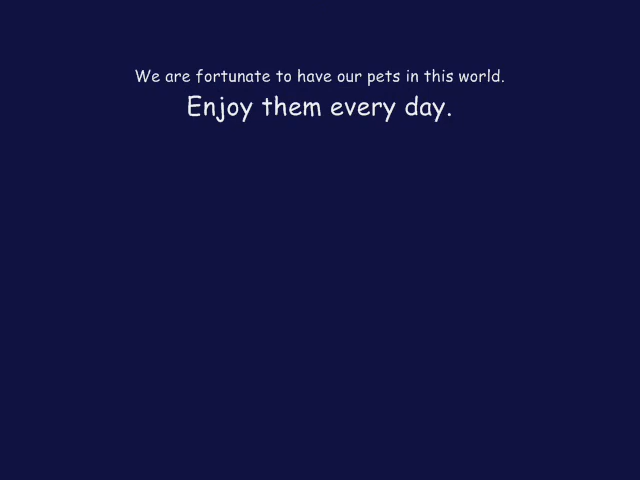 We are fortunate to have our pets in this world.
Enjoy them every day.